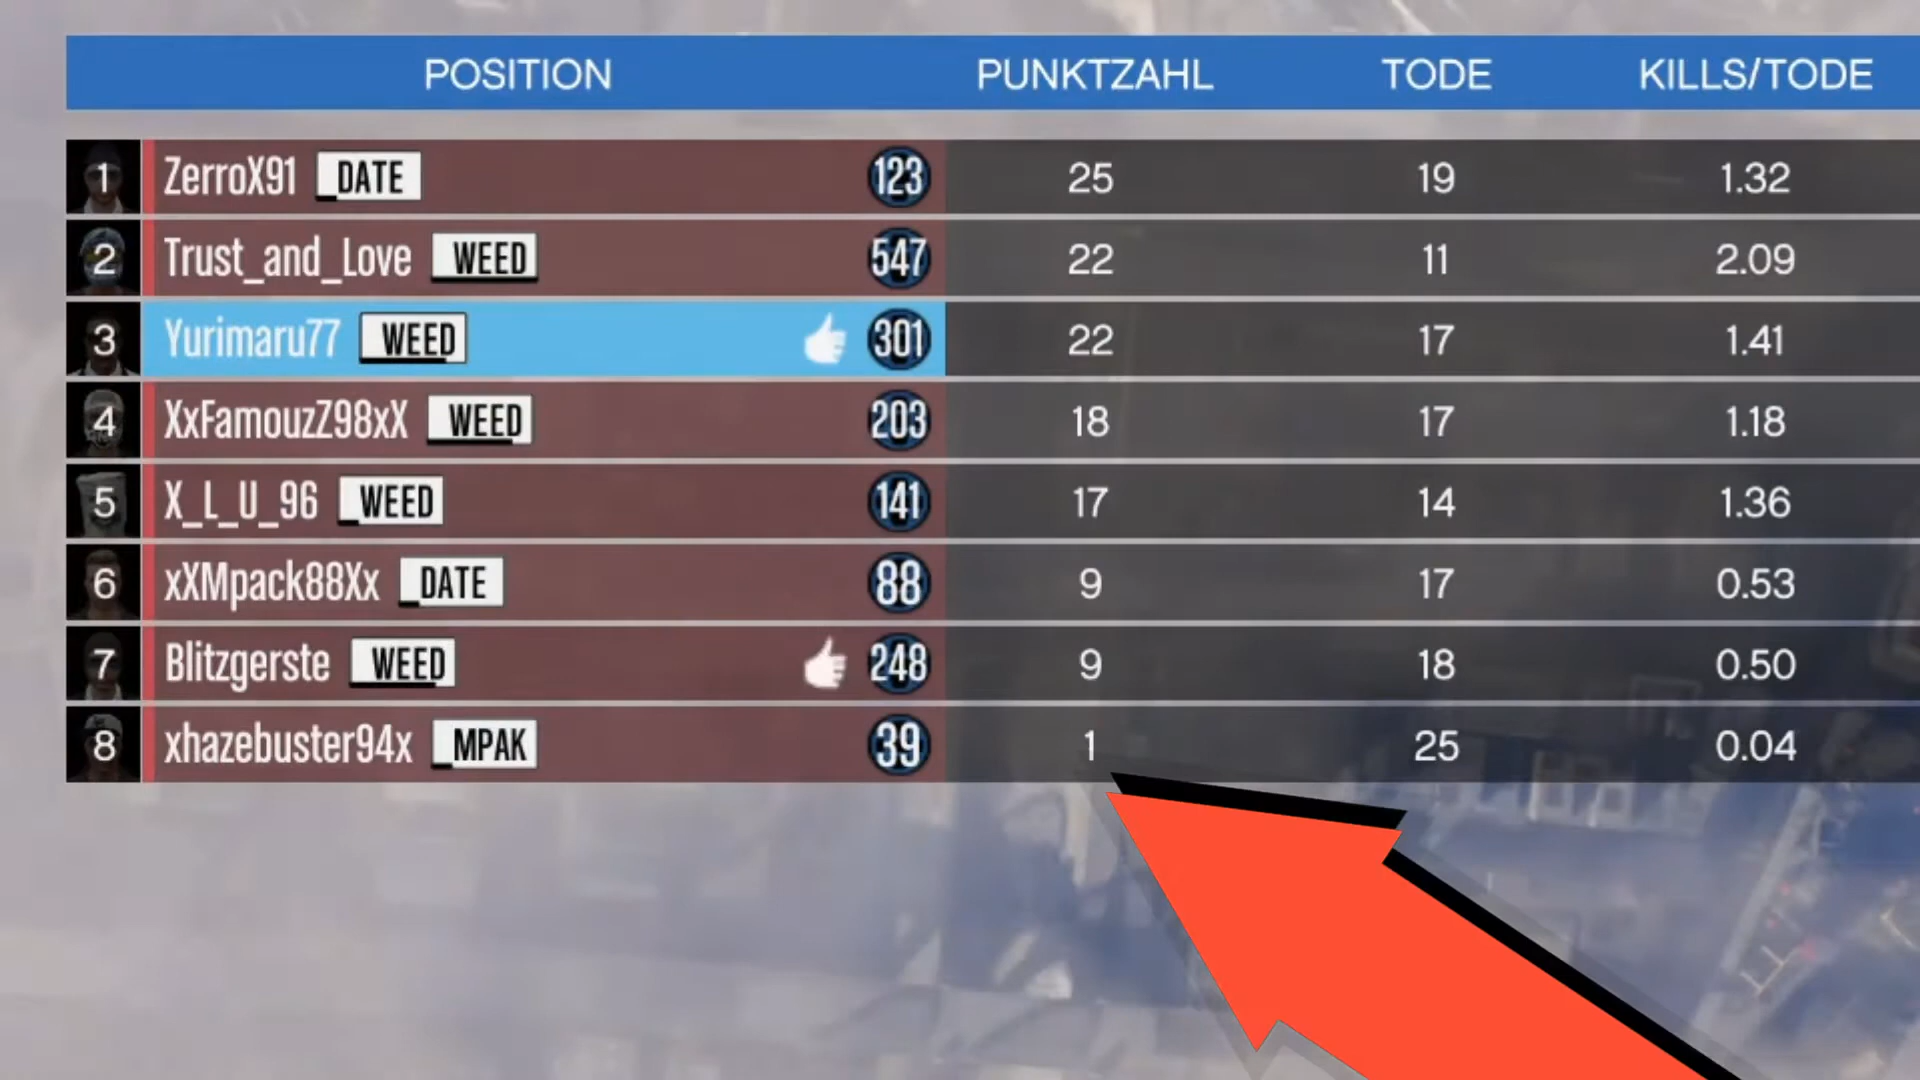 POSITION PUNKTZAHL TODE KILLS/TODE
1 ZerroX91 DATE 123 25 19 1.32
2 Trust_and_Love WEED 547 22 11 2.09
3 Yurimaru77 WEED 301 22 17 1.41
4 XxFamouzZ98xX WEED 203 18 17 1.18
5 X_L_U_96 WEED 141 17 14 1.36
6 xXMpack88Xx DATE 88 9 17 0.53
7 Blitzgerste WEED 248 9 18 0.50
8 xhazebuster94x MPAK 39 1 25 0.04